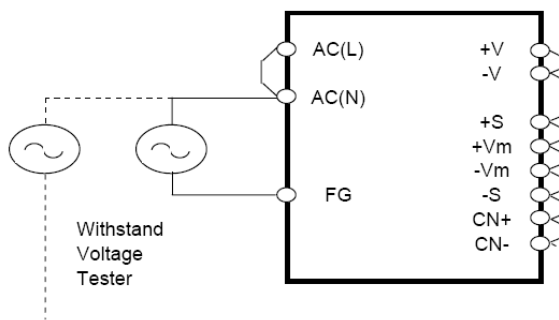 AC(L)
+V
-V
AC(N)
+S
+Vm
-Vm
FG
-S
CN+
CN-
Withstand
Voltage
Tester